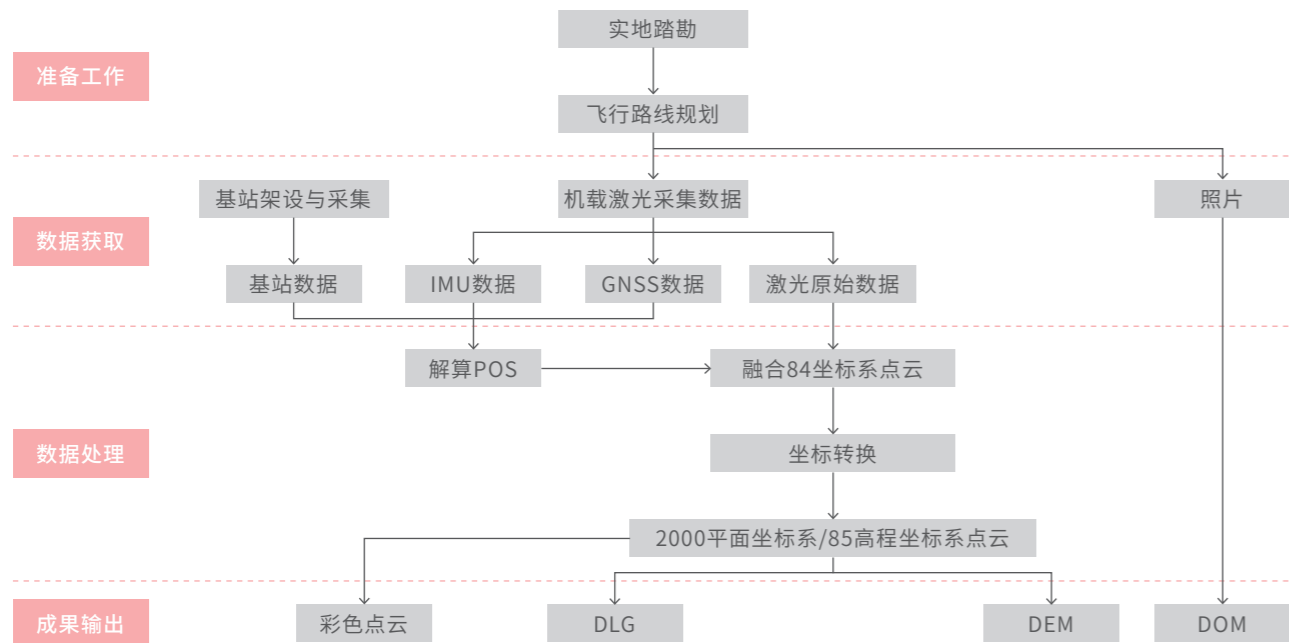 实地踏勘
准备工作
飞行路线规划
基站架设与采集
机载激光采集数据
照片
数据获取
基站数据
IMU数据
GNSS数据
激光原始数据
解算POS
融合84坐标系点云
数据处理
坐标转换
2000平面坐标系/85高程坐标系点云
成果输出
彩色点云
DLG
DEM
DOM